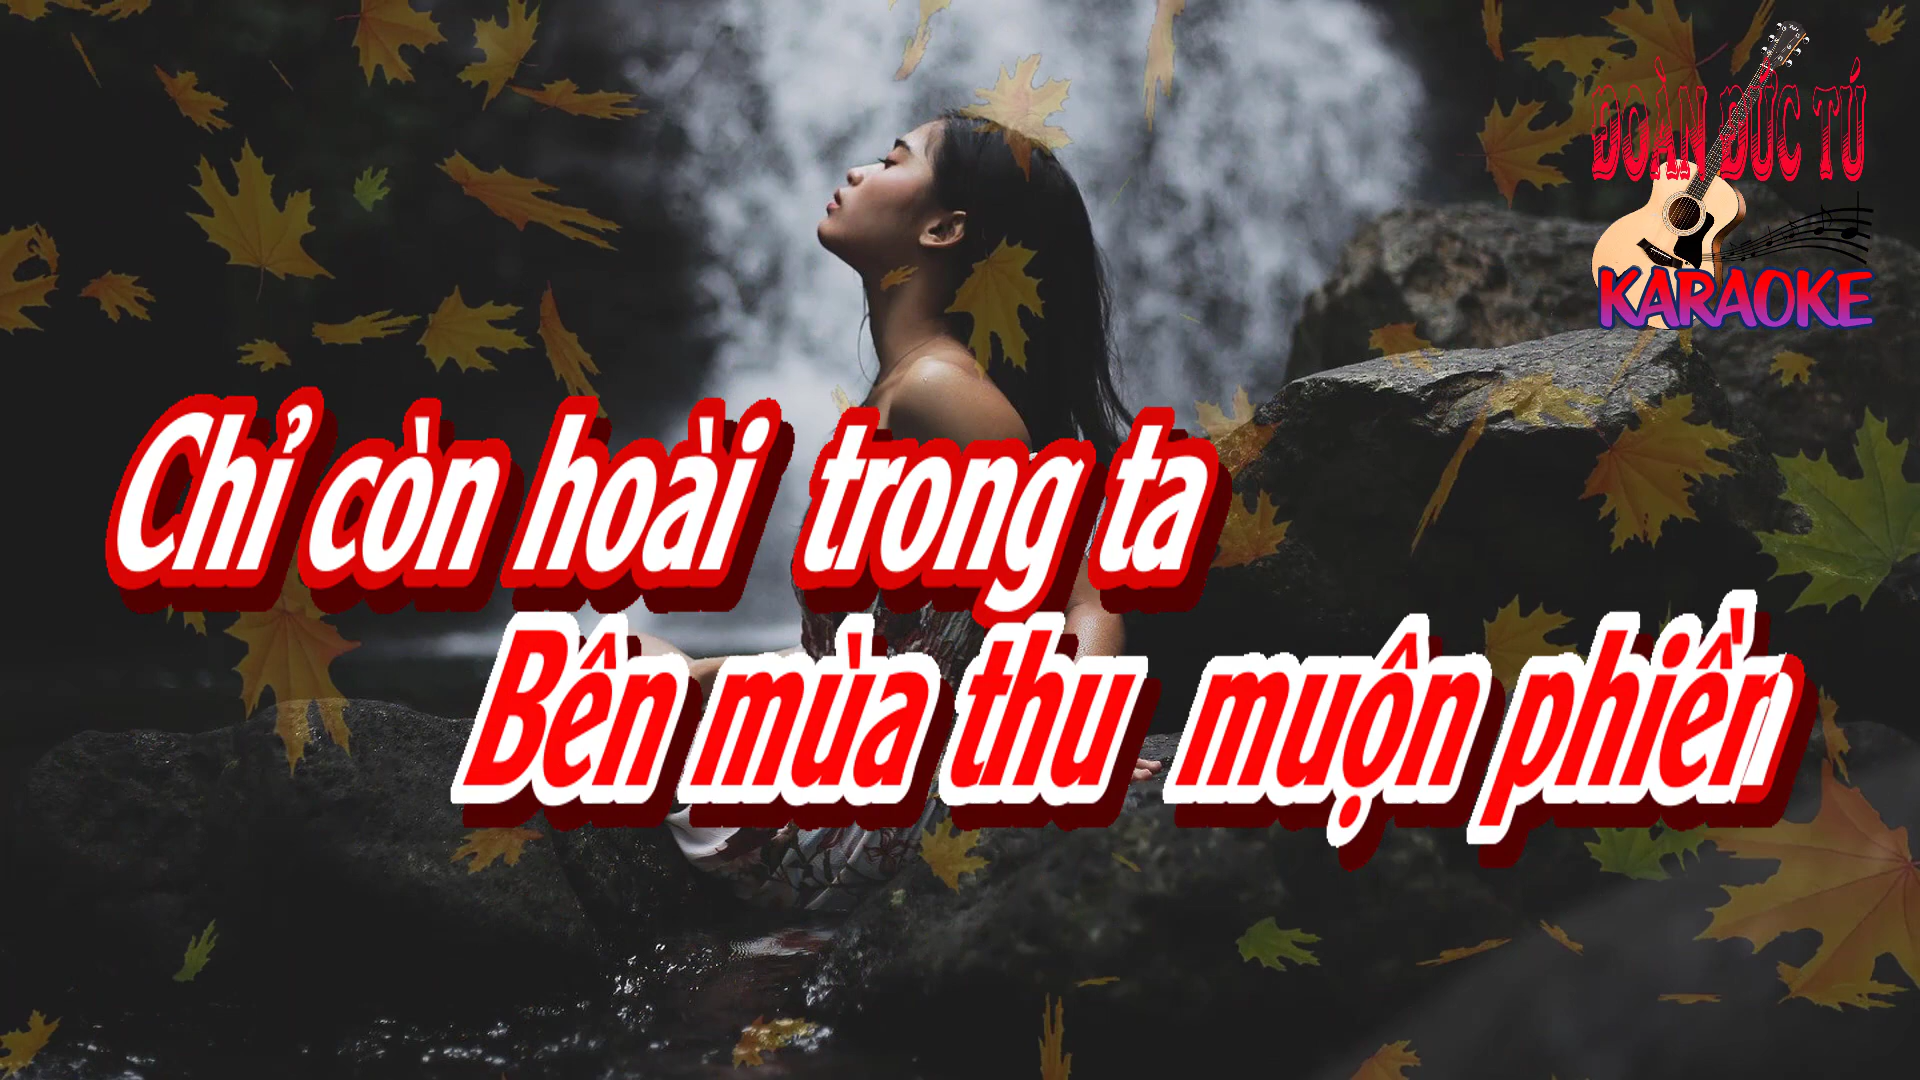 ĐOÀN ĐỨC TÚ
KARAOKE
Chỉ còn hoài trong ta
Bên mùa thu muộn phiền